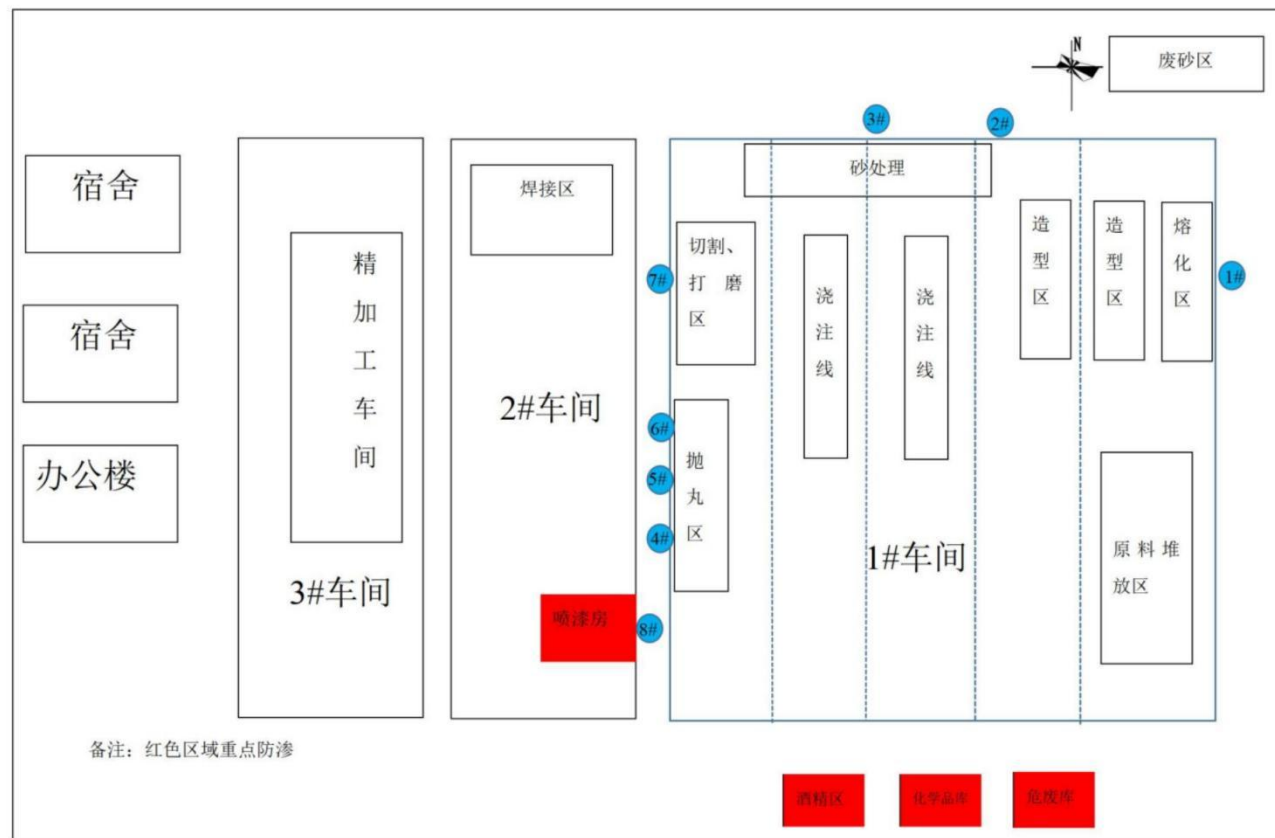 N
废砂区
3#
2#
宿舍
焊接区
砂处理
切割、
打磨
区
7#
造型区
造型区
熔化区
1#
精加工车间
浇注线
浇注线
宿舍
2#车间
6#
5#
4#
抛丸区
办公楼
1#车间
原料堆
放区
3#车间
喷漆房
8#
备注：红色区域重点防渗
酒精区
化学品库
危废库